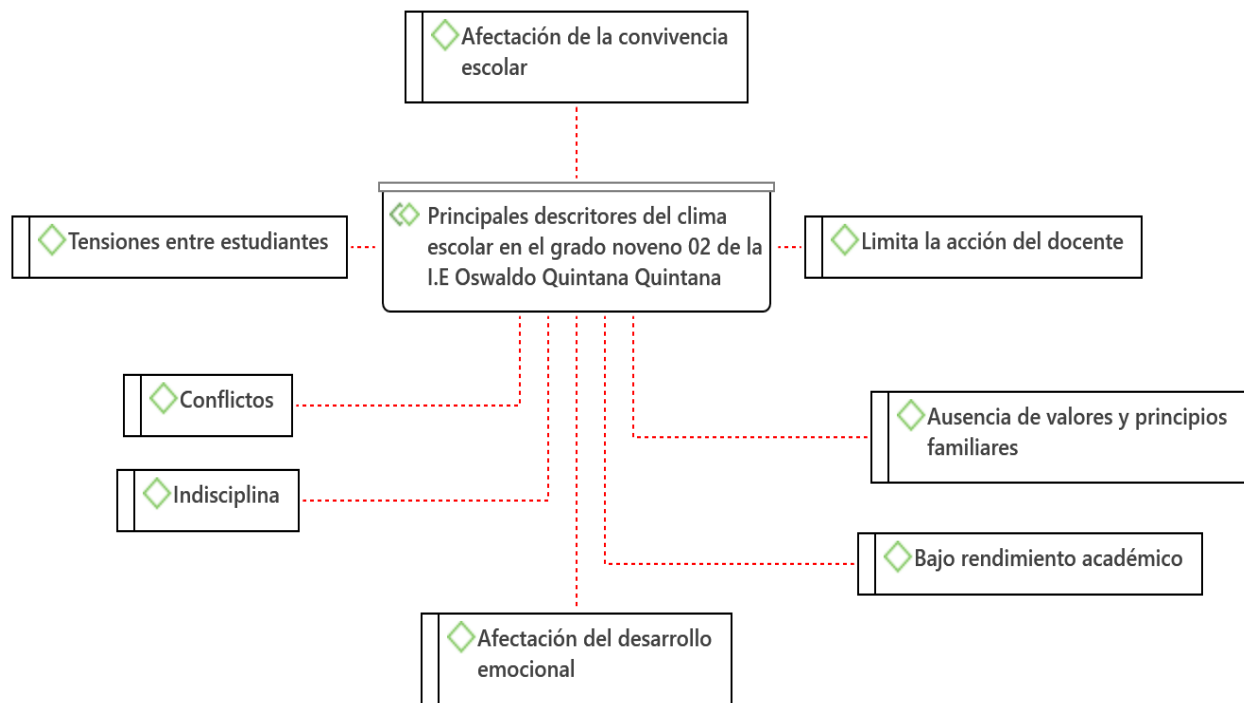 Afectación de la convivencia
escolar
Principales descritores del clima
escolar en el grado noveno 02 de la
I.E Oswaldo Quintana Quintana
Tensiones entre estudiantes
Limita la acción del docente
Conflictos
Ausencia de valores y principios
familiares
Indisciplina
Bajo rendimiento académico
Afectación del desarrollo
emocional